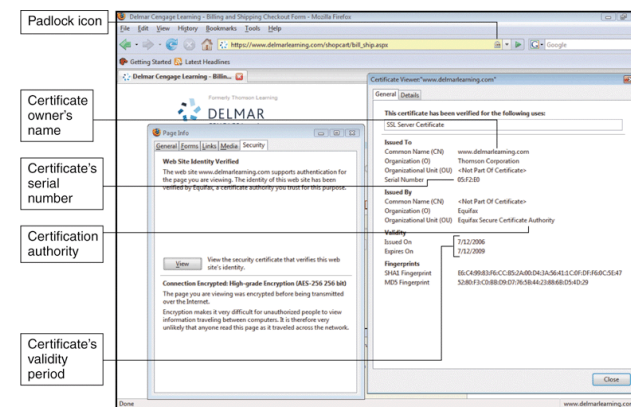 Padlock icon
Delmar Cengage Learning - Billing and Shipping Checkout Form - Mozilla Firefox
File Edit View History Bookmarks Tools Help
https://www.delmarlearning.com/shopcart/bill_ship.aspx
Google
Getting Started Latest Headlines
Delmar Cengage Learning - Billin...
Formerly Thomson Learning
DELMAR
Certificate owner's name
Certificate's serial number
Certification authority
Certificate's validity period
Page Info
General Forms Links Media Security
Web Site Identity Verified
The web site www.delmarlearning.com supports authentication for
the page you are viewing. The identity of this web site has been
verified by Equifax, a certificate authority you trust for this purpose.
View
View the security certificate that verifies this web
site's identity.
Connection Encrypted: High-grade Encryption (AES-256 256 bit)
The page you are viewing was encrypted before being transmitted
over the Internet.
Encryption makes it very difficult for unauthorized people to view
information traveling between computers. It is therefore very
unlikely that anyone read this page as it traveled across the network.
Certificate Viewer:"www.delmarlearning.com"
General Details
This certificate has been verified for the following uses:
SSL Server Certificate
Issued To
Common Name (CN) www.delmarlearning.com
Organization (O) Thomson Corporation
Organizational Unit (OU) <Not Part Of Certificate>
Serial Number 05:F2:E0
Issued By
Common Name (CN) <Not Part Of Certificate>
Organization (O) Equifax
Organizational Unit (OU) Equifax Secure Certificate Authority
Validity
Issued On 7/12/2006
Expires On 7/12/2009
Fingerprints
SHA1 Fingerprint
MD5 Fingerprint
Close
Done
www.delmarlearning.co